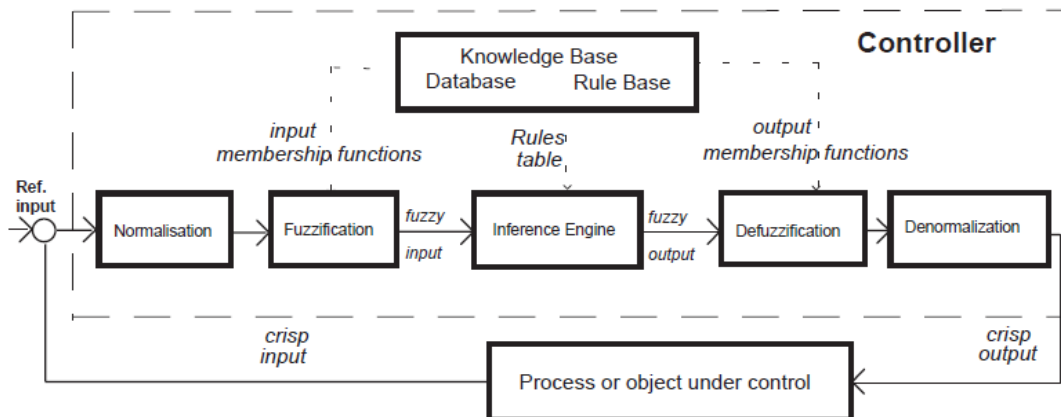 Controller
Knowledge Base
Database Rule Base
input
membership functions
Rules
table
output
membership functions
Ref.
input
Normalisation
Fuzzification
fuzzy
input
Inference Engine
fuzzy
output
Defuzzification
Denormalization
crisp
input
crisp
output
Process or object under control